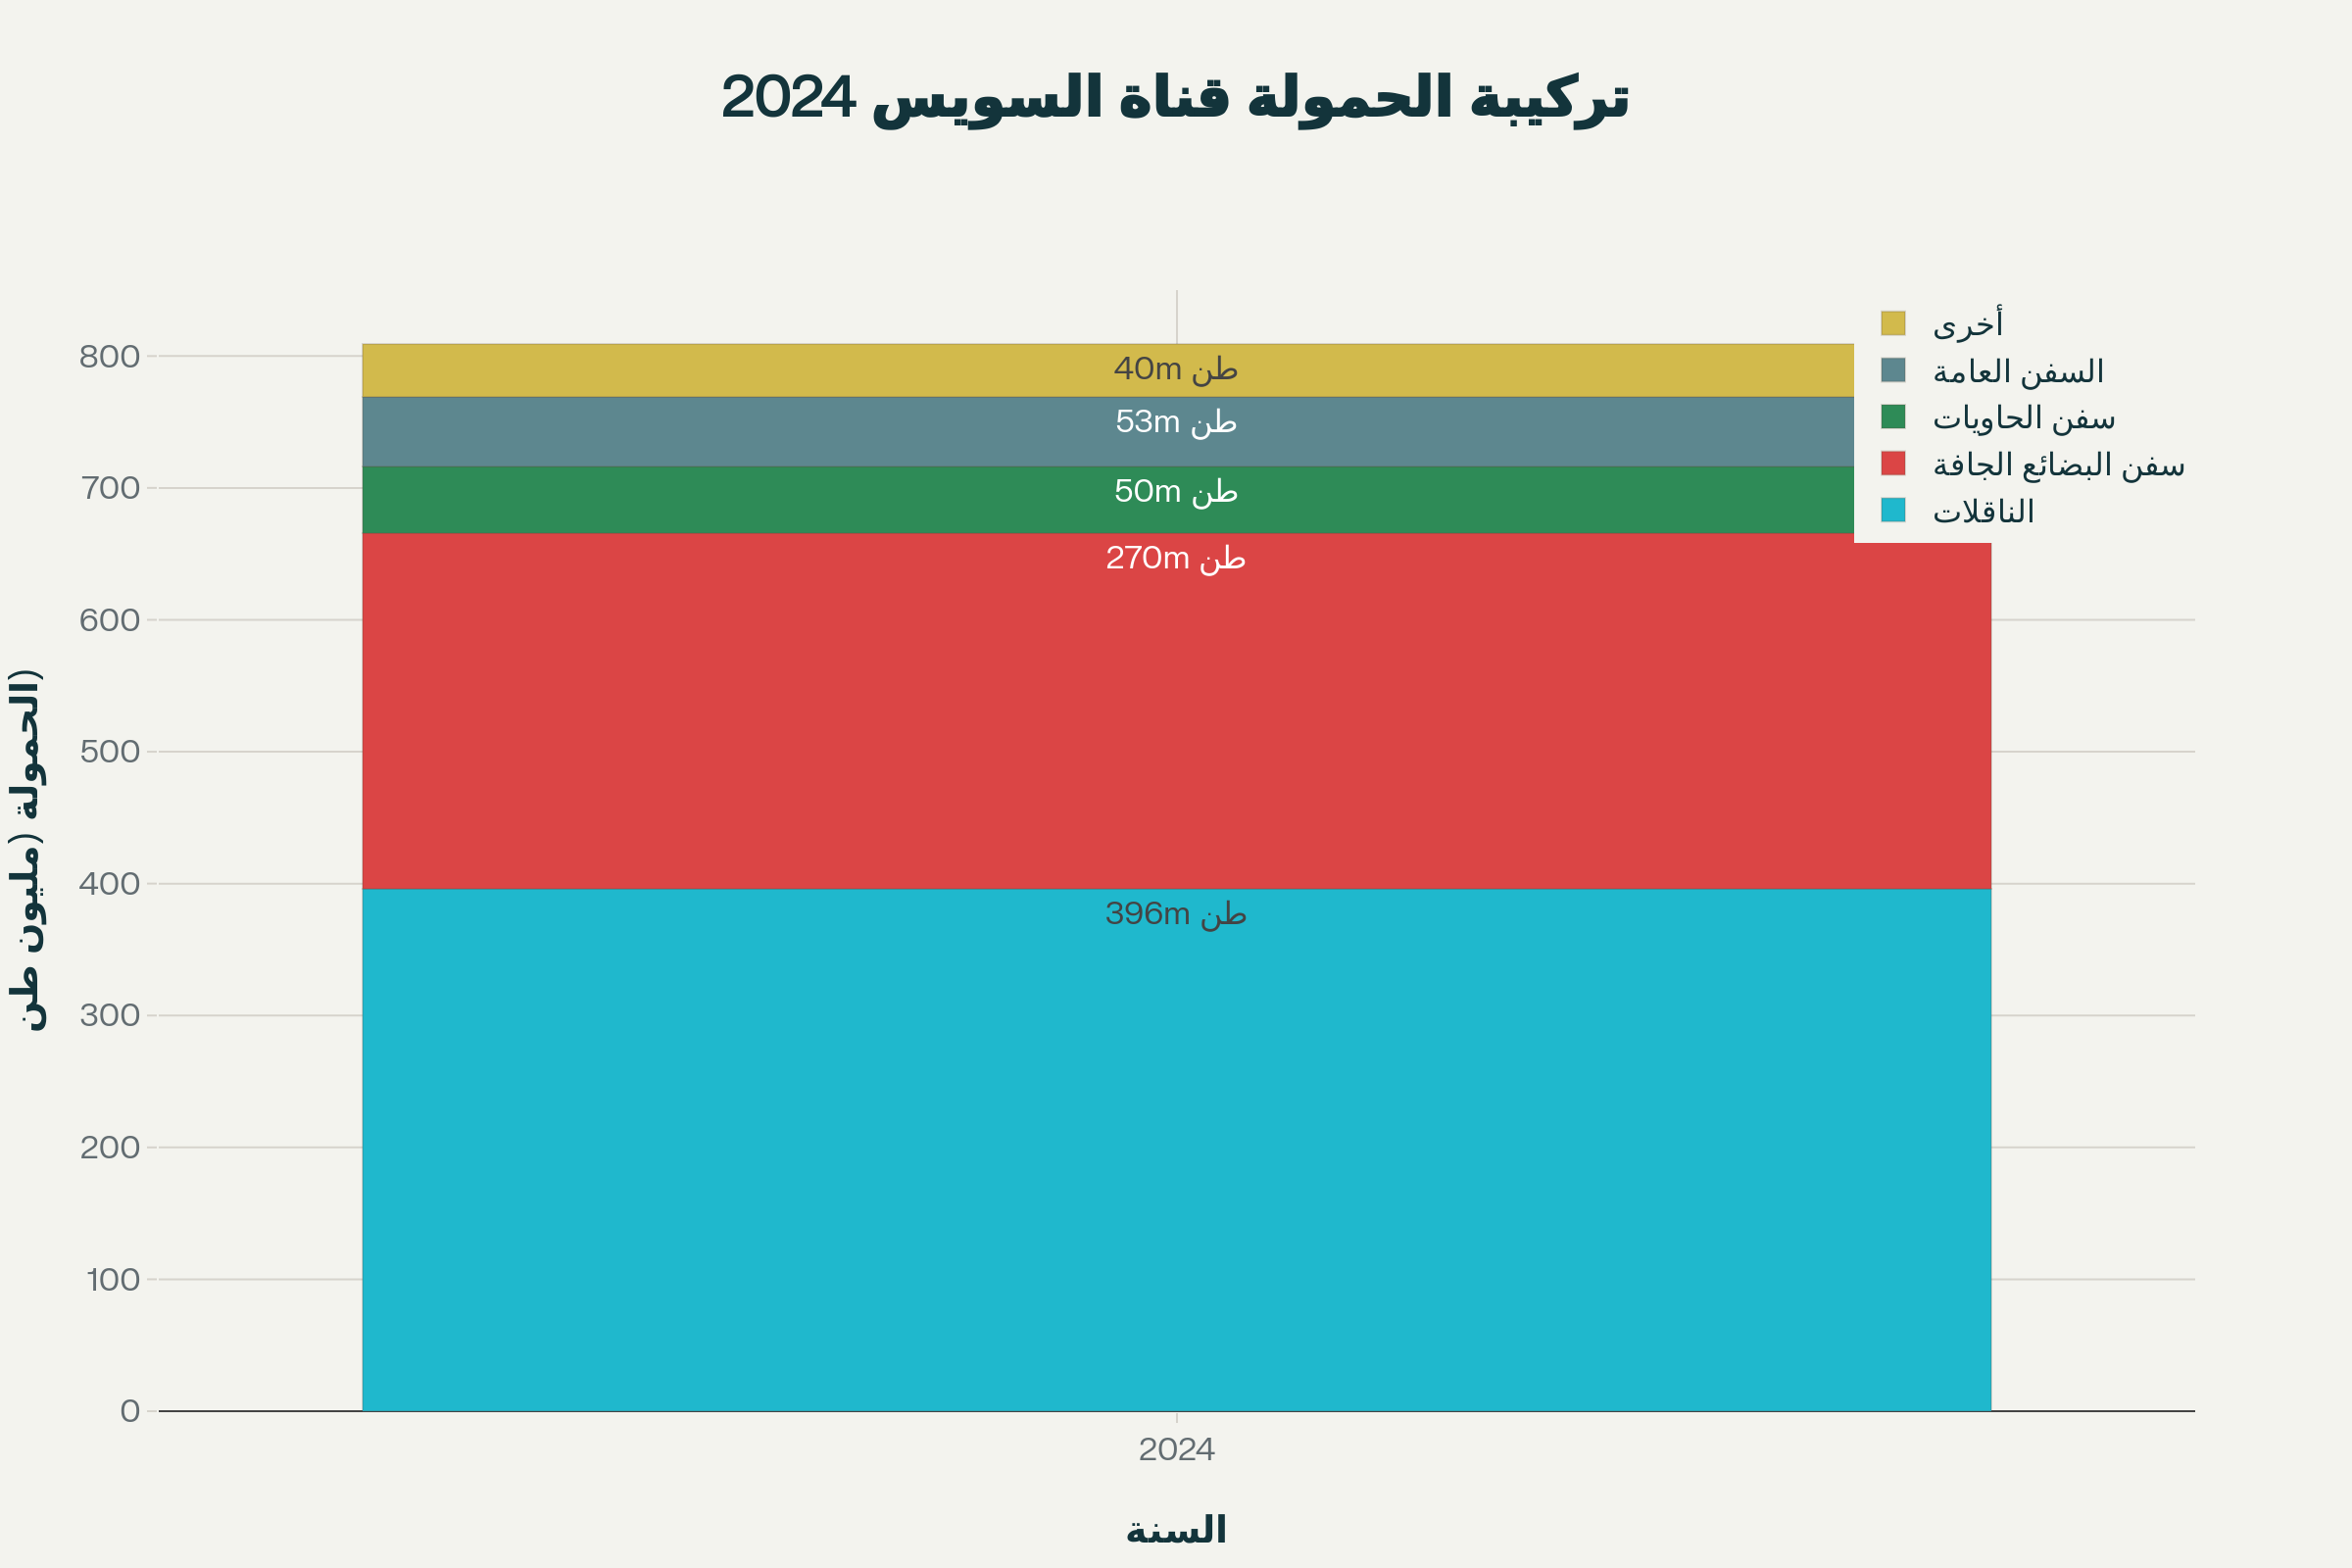 تركيبة الحمولة قناة السويس 2024
أخرى
السفن العامة
سفن الحاويات
سفن البضائع الجافة
الناقلات
800
700
600
500
400
300
200
100
0
الحمولة (مليون طن)
40m طن
53m طن
50m طن
270m طن
396m طن
2024
السنة